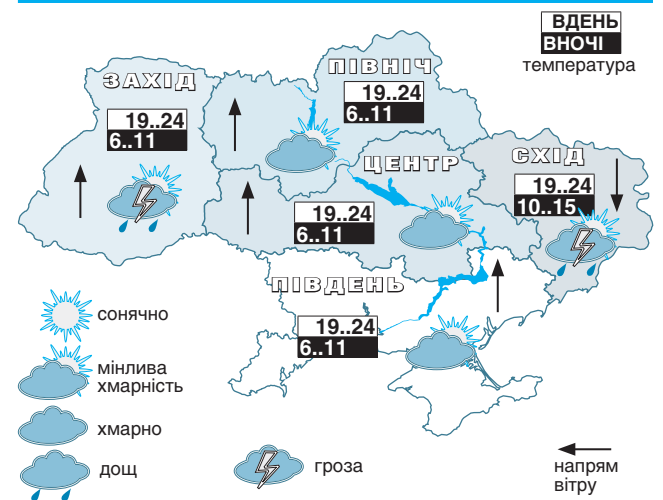 ВДЕНЬ
ВНОЧІ
температура
ЗАХІД
19..24
6..11
ПІВНІЧ
19..24
6..11
ЦЕНТР
19..24
6..11
СХІД
19..24
10..15
ПІВДЕНЬ
19..24
6..11
сонячно
мінлива
хмарність
хмарно
дощ
гроза
напрям
вітру